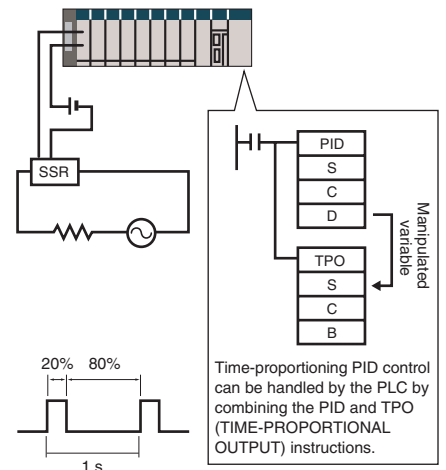 SSR
PID
S
C
D
Manipulated
variable
TPO
S
C
B
Time-proportioning PID control
can be handled by the PLC by
combining the PID and TPO
(TIME-PROPORTIONAL
OUTPUT) instructions.
20% 80%
1 s